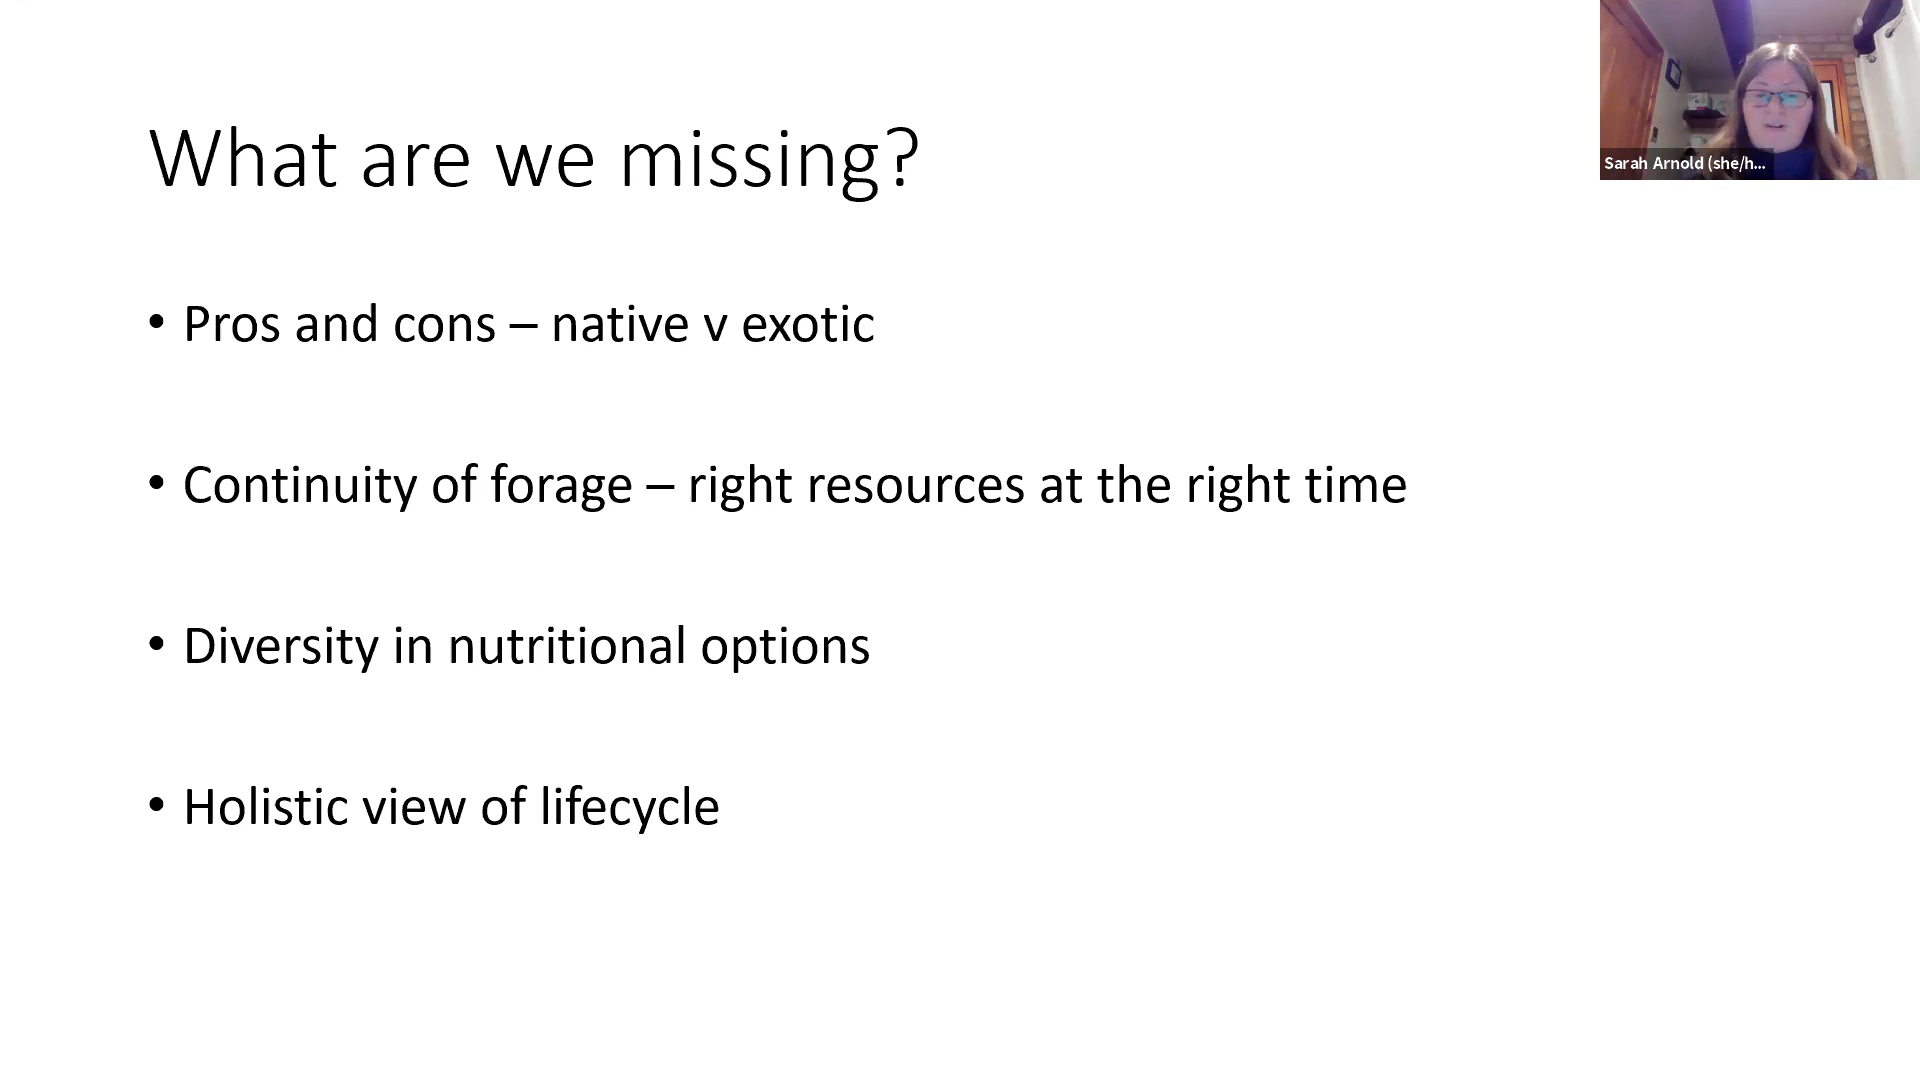 What are we missing?
• Pros and cons – native v exotic
• Continuity of forage – right resources at the right time
• Diversity in nutritional options
• Holistic view of lifecycle
Sarah Arnold (she/h...